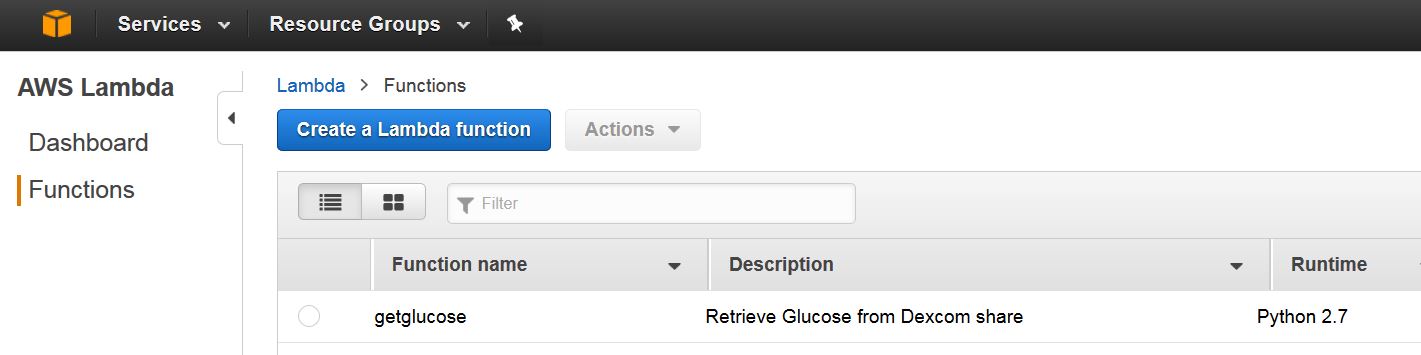 Services Resource Groups
AWS Lambda
Dashboard
Functions
Lambda > Functions
Create a Lambda function Actions
Filter
Function name Description Runtime
getglucose Retrieve Glucose from Dexcom share Python 2.7